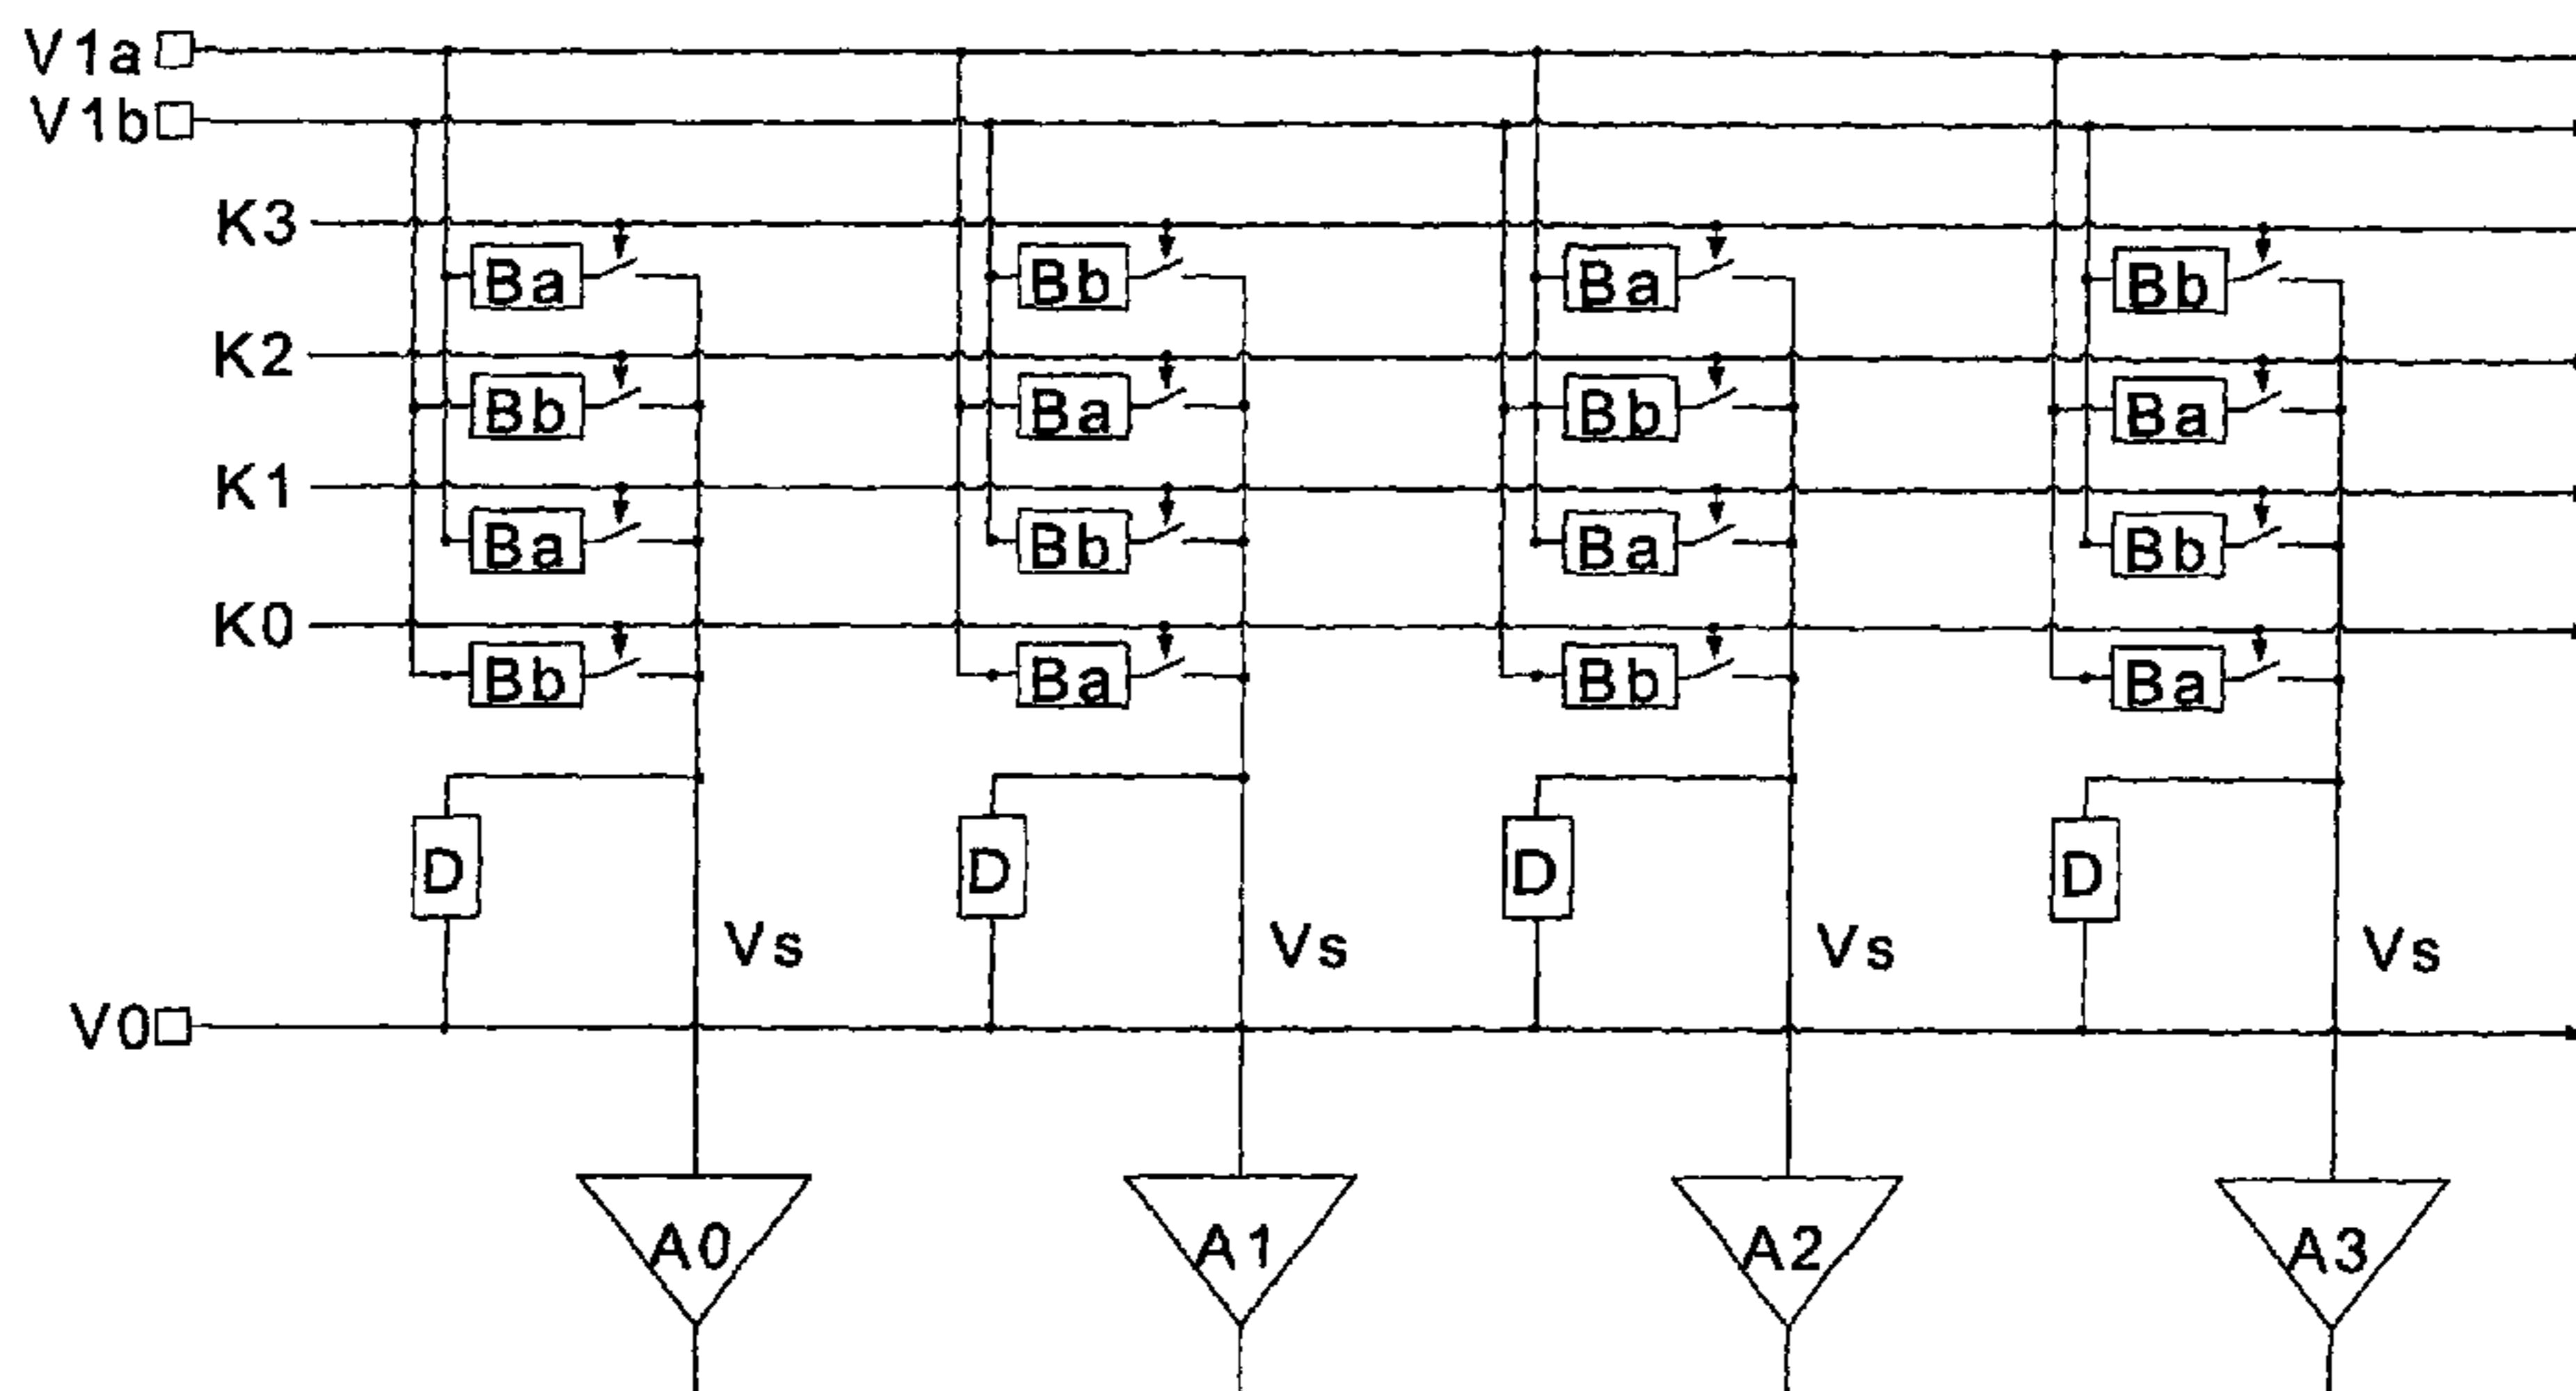 V1a
V1b
K3
Ba Bb Ba Bb
K2
Bb Ba Bb Ba
K1
Ba Bb Ba Bb
K0
Bb Ba Bb Ba
D D D D
Vs Vs Vs Vs
V0
A0 A1 A2 A3